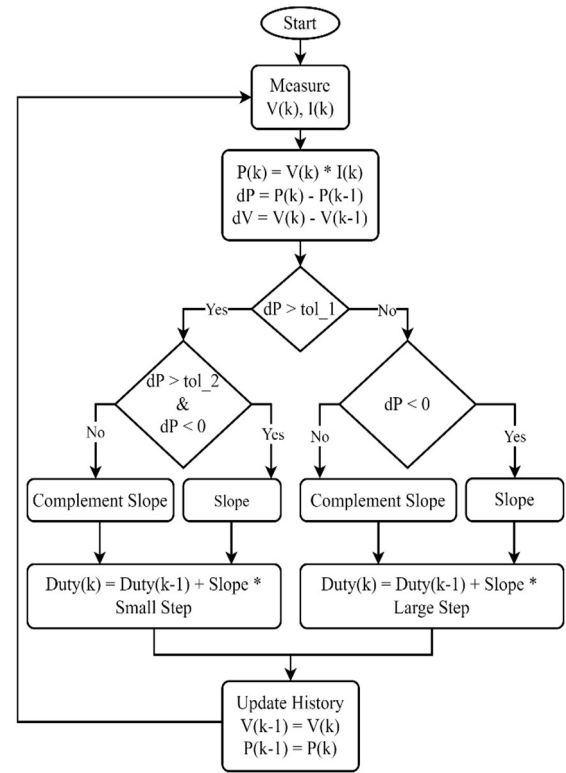 Start
Measure
V(k), I(k)
P(k) = V(k) * I(k)
dP = P(k) - P(k-1)
dV = V(k) - V(k-1)
dP > tol_1
Yes
No
dP > tol_2
&
dP < 0
dP < 0
No
Yes
No
Yes
Complement Slope
Slope
Complement Slope
Slope
Duty(k) = Duty(k-1) + Slope *
Small Step
Duty(k) = Duty(k-1) + Slope *
Large Step
Update History
V(k-1) = V(k)
P(k-1) = P(k)